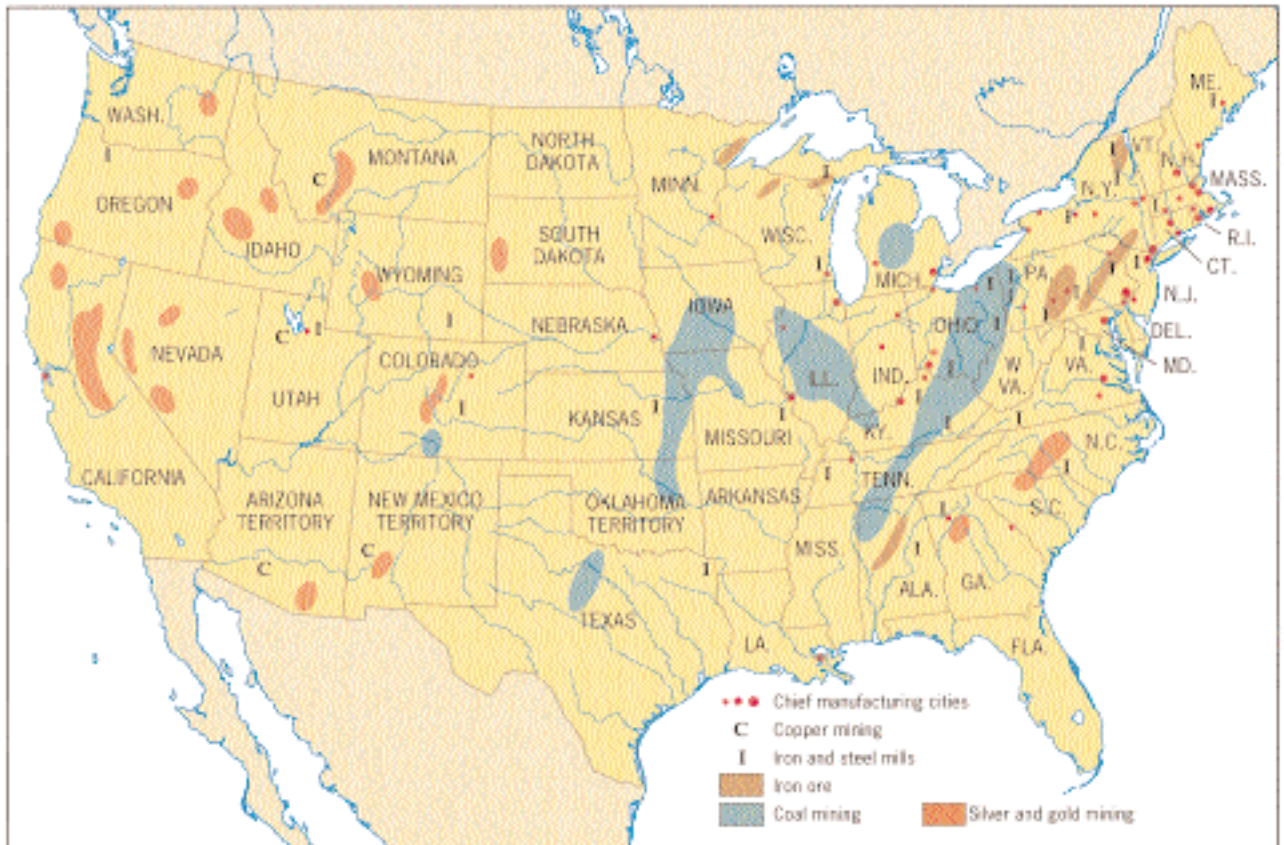 ME.
WASH.
VT.
MONTANA
NORTH
DAKOTA
N.H.
C
MINN.
N.Y.
MASS.
OREGON
WISC.
SOUTH
DAKOTA
R.I.
IDAHO
WYOMING
MICH.
PA.
CT.
IOWA
N.J.
NEBRASKA
OHIO
DEL.
C
NEVADA
COLORADO
MD.
UTAH
ILL.
IND.
W
VA.
VA.
KANSAS
MISSOURI
KY.
N.C.
CALIFORNIA
TENN.
ARIZONA
TERRITORY
NEW MEXICO
TERRITORY
OKLAHOMA
TERRITORY
ARKANSAS
S.C.
C
C
MISS.
ALA.
GA.
TEXAS
LA.
FLA.
Chief manufacturing cities
C Copper mining
I Iron and steel mills
Iron ore
Coal mining
Silver and gold mining